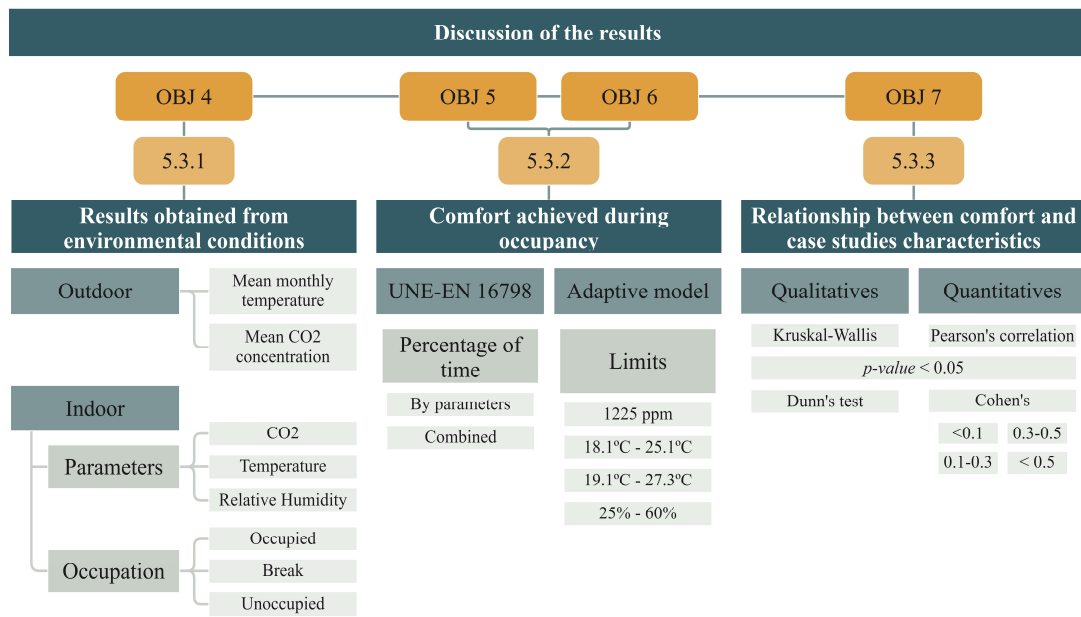 Discussion of the results
OBJ 4
OBJ 5
OBJ 6
OBJ 7
5.3.1
5.3.2
5.3.3
Results obtained from
environmental conditions
Outdoor
Mean monthly
temperature
Mean CO2
concentration
Indoor
Parameters
CO2
Temperature
Relative Humidity
Occupation
Occupied
Break
Unoccupied
Comfort achieved during
occupancy
UNE-EN 16798
Percentage of
time
By parameters
Combined
Adaptive model
Limits
1225 ppm
18.1ºC - 25.1ºC
19.1ºC - 27.3ºC
25% - 60%
Relationship between comfort and
case studies characteristics
Qualitatives
Quantitatives
Kruskal-Wallis
Pearson's correlation
p-value < 0.05
Dunn's test
Cohen's
<0.1
0.3-0.5
0.1-0.3
< 0.5